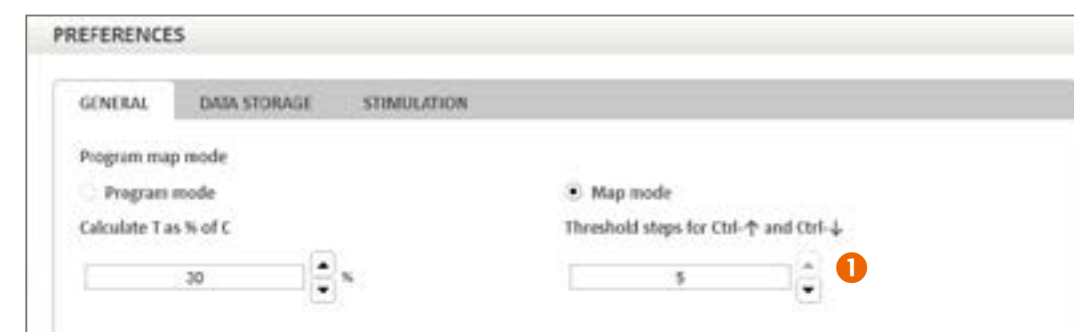 PREFERENCES
GENERAL DATA STORAGE STIMULATION
Program map mode
Program mode Map mode
Calculate T as % of C Threshold steps for Ctrl-↑ and Ctrl-↓
30 % 5 1